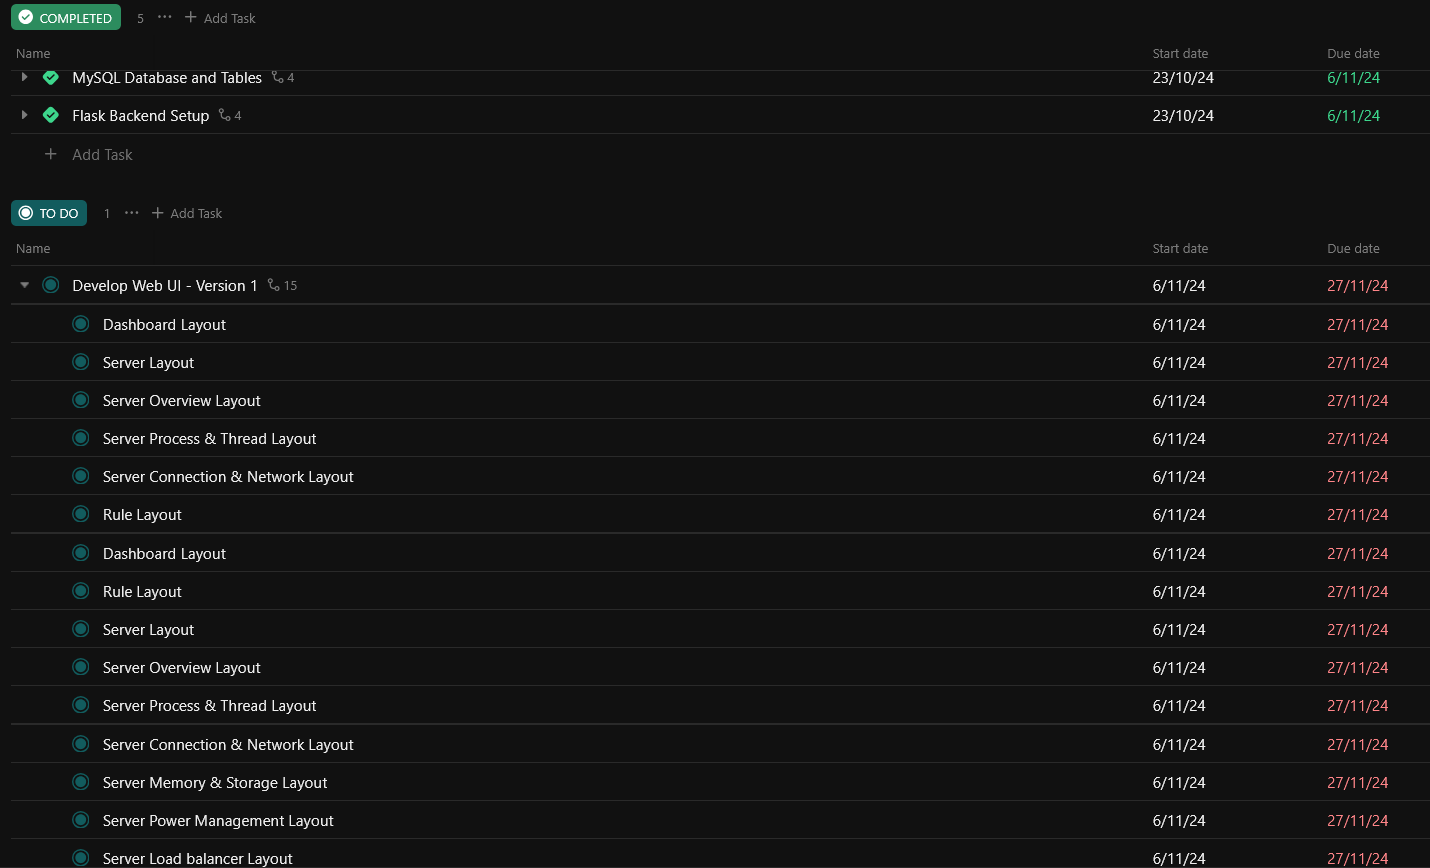 COMPLETED 5 ... + Add Task
Name Start date Due date
MySQL Database and Tables 4 23/10/24 6/11/24
Flask Backend Setup 4 23/10/24 6/11/24
+ Add Task
TO DO 1 ... + Add Task
Name Start date Due date
Develop Web UI - Version 1 15 6/11/24 27/11/24
Dashboard Layout 6/11/24 27/11/24
Server Layout 6/11/24 27/11/24
Server Overview Layout 6/11/24 27/11/24
Server Process & Thread Layout 6/11/24 27/11/24
Server Connection & Network Layout 6/11/24 27/11/24
Rule Layout 6/11/24 27/11/24
Dashboard Layout 6/11/24 27/11/24
Rule Layout 6/11/24 27/11/24
Server Layout 6/11/24 27/11/24
Server Overview Layout 6/11/24 27/11/24
Server Process & Thread Layout 6/11/24 27/11/24
Server Connection & Network Layout 6/11/24 27/11/24
Server Memory & Storage Layout 6/11/24 27/11/24
Server Power Management Layout 6/11/24 27/11/24
Server Load balancer Layout 6/11/24 27/11/24